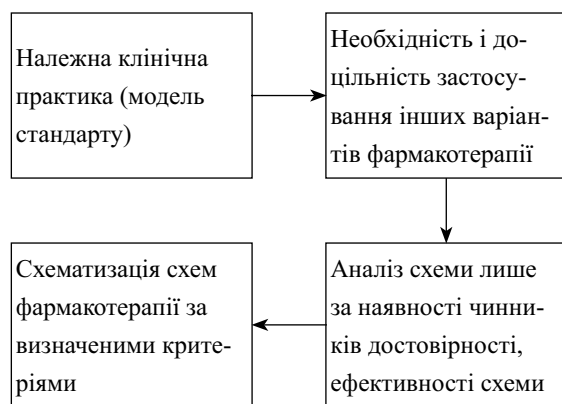 Належна клінічна
практика (модель
стандарту)
Необхідність і до-
цільність застосу-
вання інших варіан-
тів фармакотерапії
Аналіз схеми лише
за наявності чинни-
ків достовірності,
ефективності схеми
Схематизація схем
фармакотерапії за
визначеними крите-
ріями